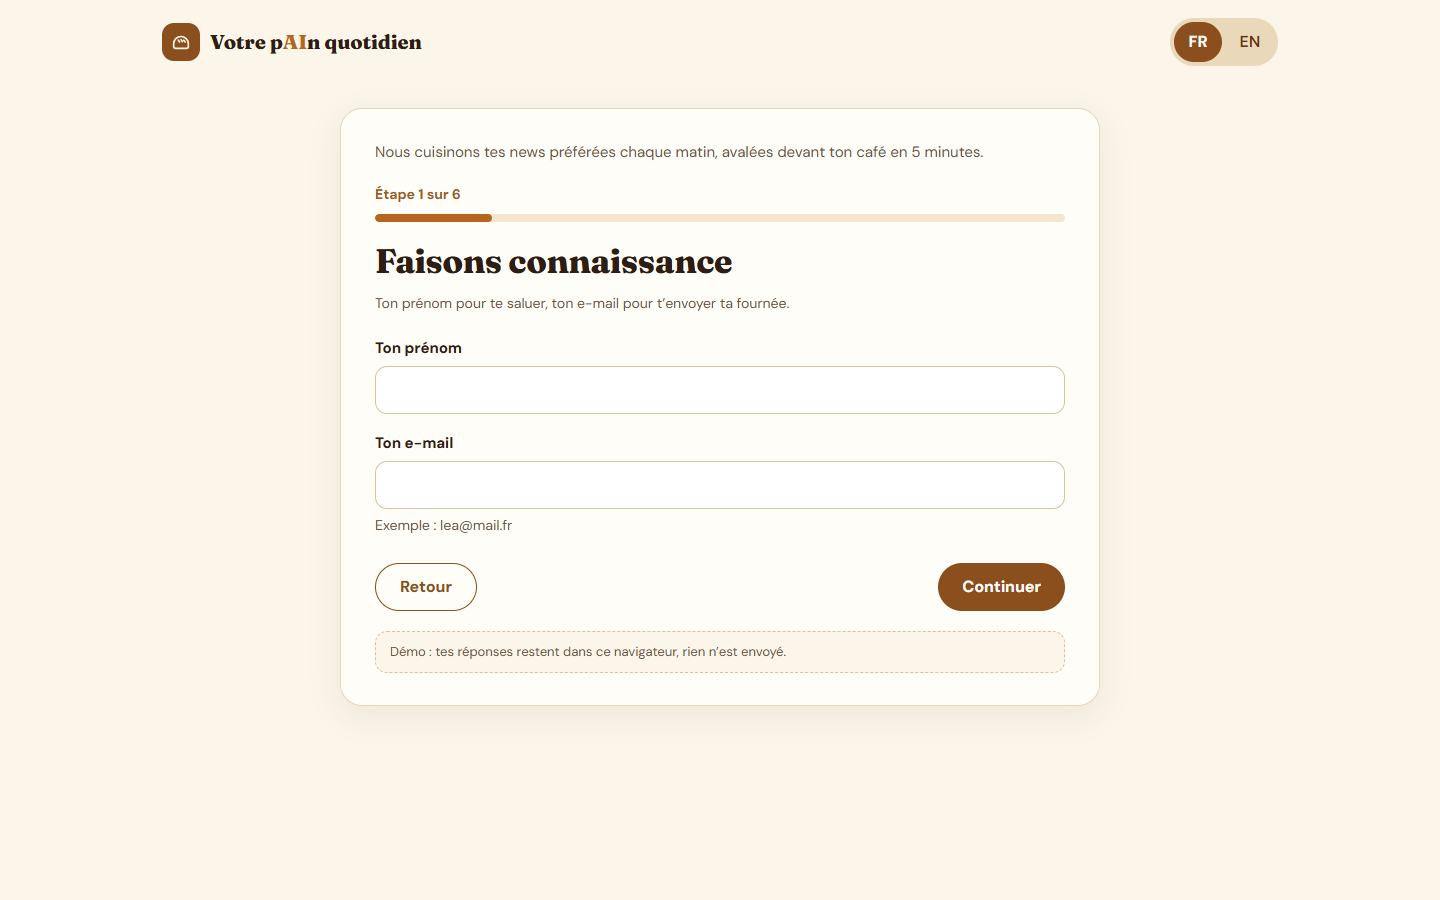 Votre pAIn quotidien
FR
EN
Nous cuisinons tes news préférées chaque matin, avalées devant ton café en 5 minutes.
Étape 1 sur 6
Faisons connaissance
Ton prénom pour te saluer, ton e-mail pour t’envoyer ta fournée.
Ton prénom
Ton e-mail
Exemple : lea@mail.fr
Retour
Continuer
Démo : tes réponses restent dans ce navigateur, rien n’est envoyé.